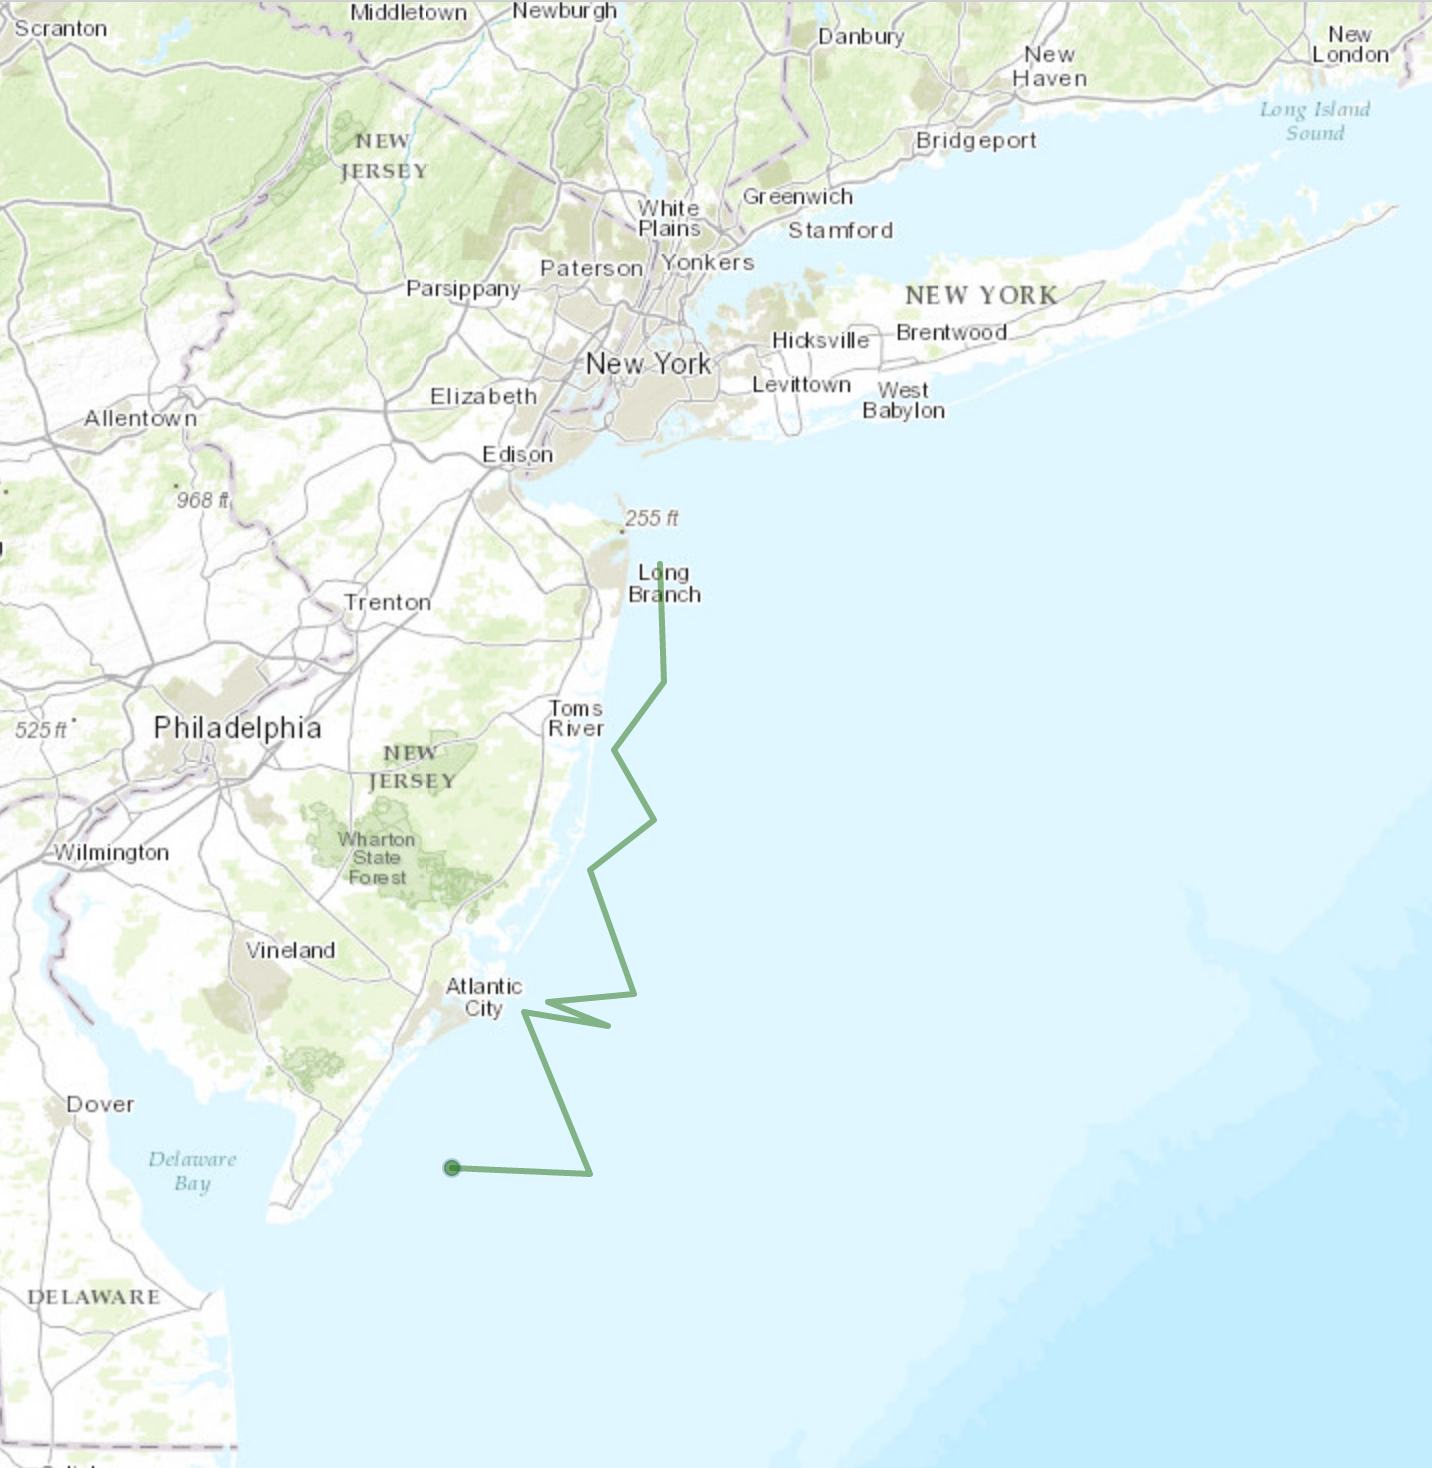 Scranton
Middletown
Newburgh
Danbury
New
London
New
Haven
Long Island
Sound
Bridgeport
NEW
JERSEY
Greenwich
White
Plains
Stamford
Paterson
Yonkers
Parsippany
NEW YORK
Hicksville
Brentwood
New York
Levittown
West
Babylon
Elizabeth
Allentown
Edison
968 ft
255 ft
Long
Branch
Trenton
Toms
River
525 ft
Philadelphia
NEW
JERSEY
Wharton
State
Forest
Wilmington
Vineland
Atlantic
City
Dover
Delaware
Bay
DELAWARE